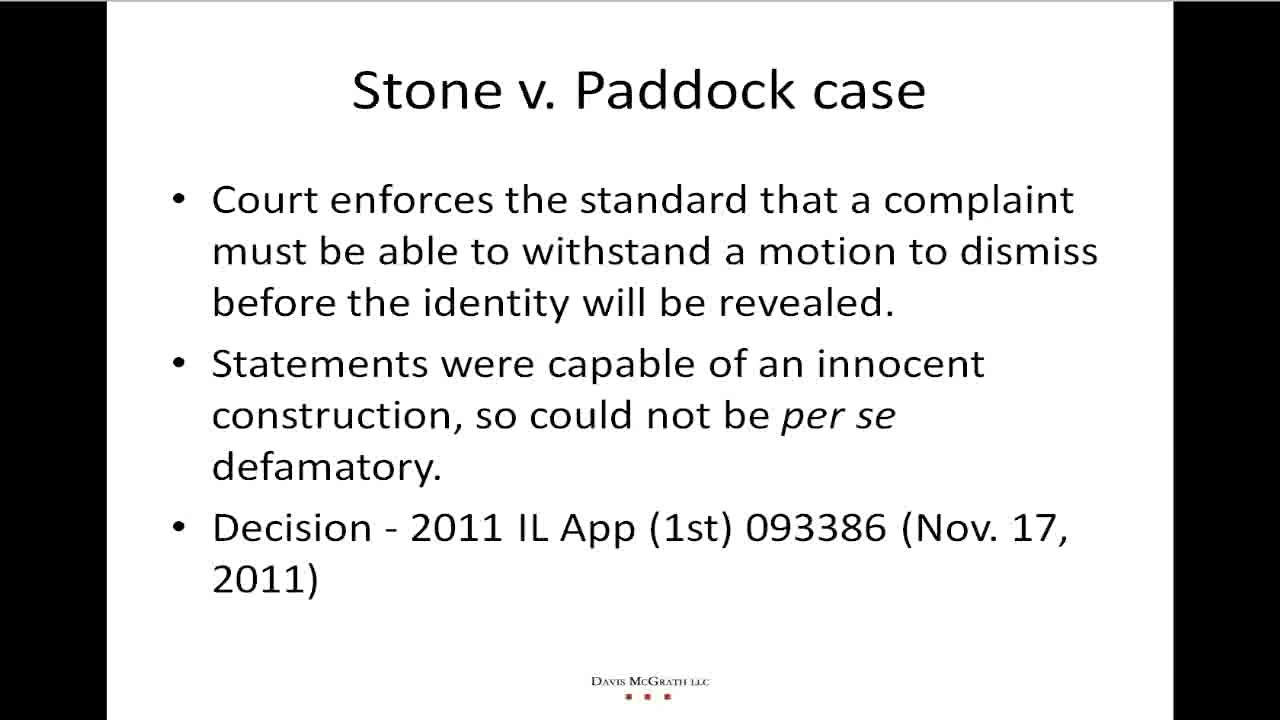 Stone v. Paddock case
• Court enforces the standard that a complaint
must be able to withstand a motion to dismiss
before the identity will be revealed.
• Statements were capable of an innocent
construction, so could not be per se
defamatory.
• Decision - 2011 IL App (1st) 093386 (Nov. 17,
2011)
DAVIS MCGRATH LLC